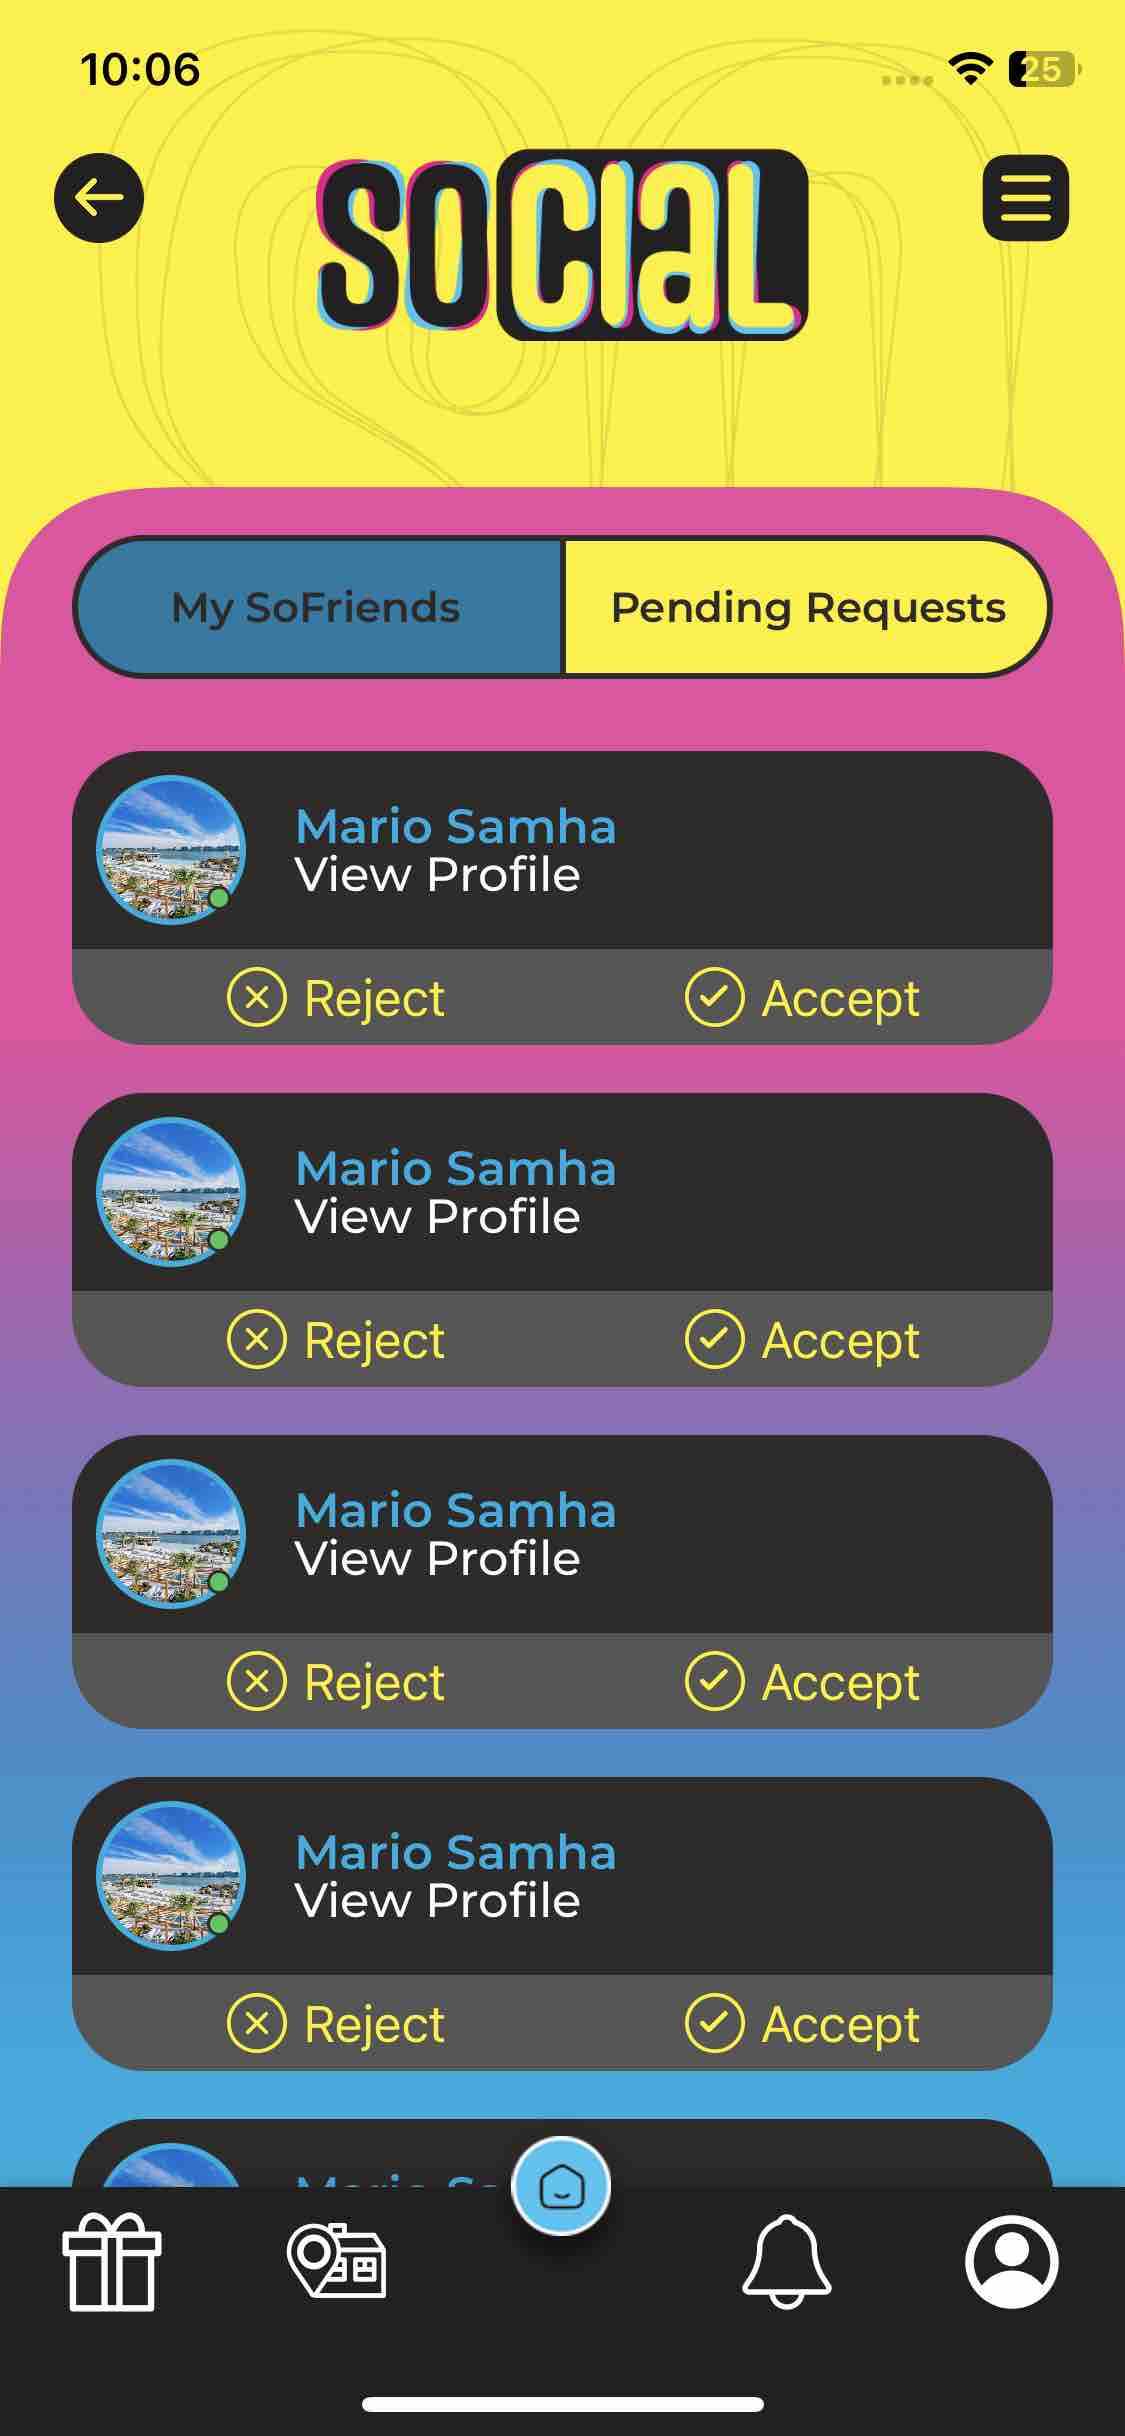 10:06
25
SOCIAL
My SoFriends
Pending Requests
Mario Samha
View Profile
Reject
Accept
Mario Samha
View Profile
Reject
Accept
Mario Samha
View Profile
Reject
Accept
Mario Samha
View Profile
Reject
Accept